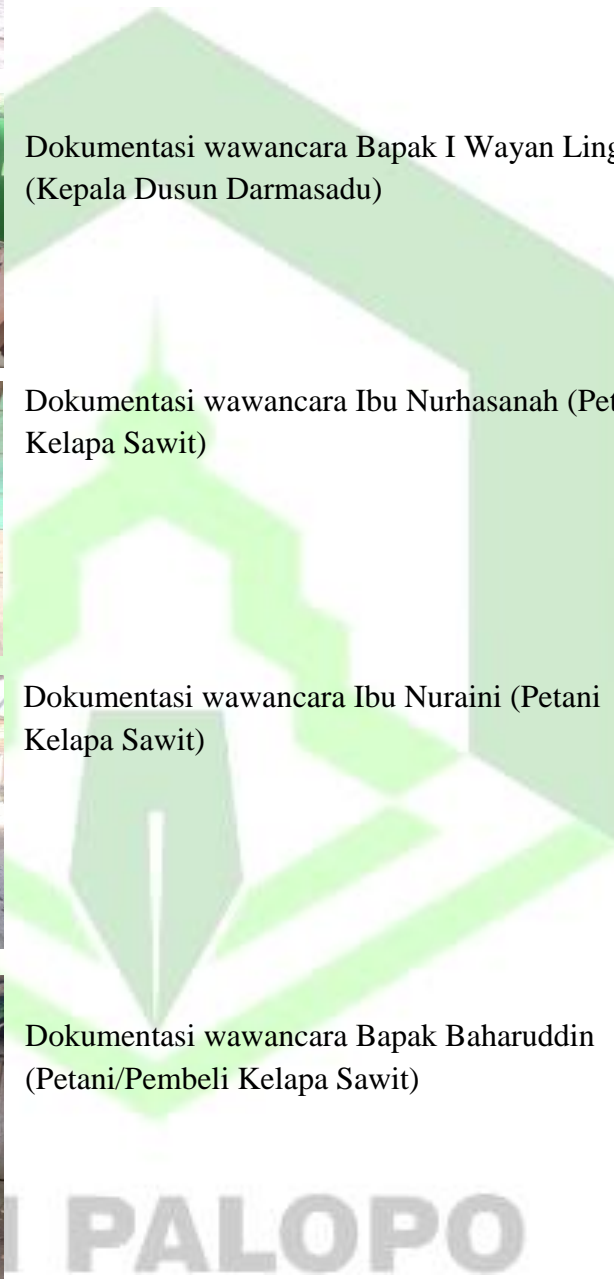 Dokumentasi wawancara Bapak I Wayan
(Kepala Dusun Darmasadu)
Dokumentasi wawancara Ibu Nurhasanah
Kelapa Sawit)
Dokumentasi wawancara Ibu Nuraini (Petani
Kelapa Sawit)
Dokumentasi wawancara Bapak Baharuddin
(Petani/Pembeli Kelapa Sawit)
PALOPO